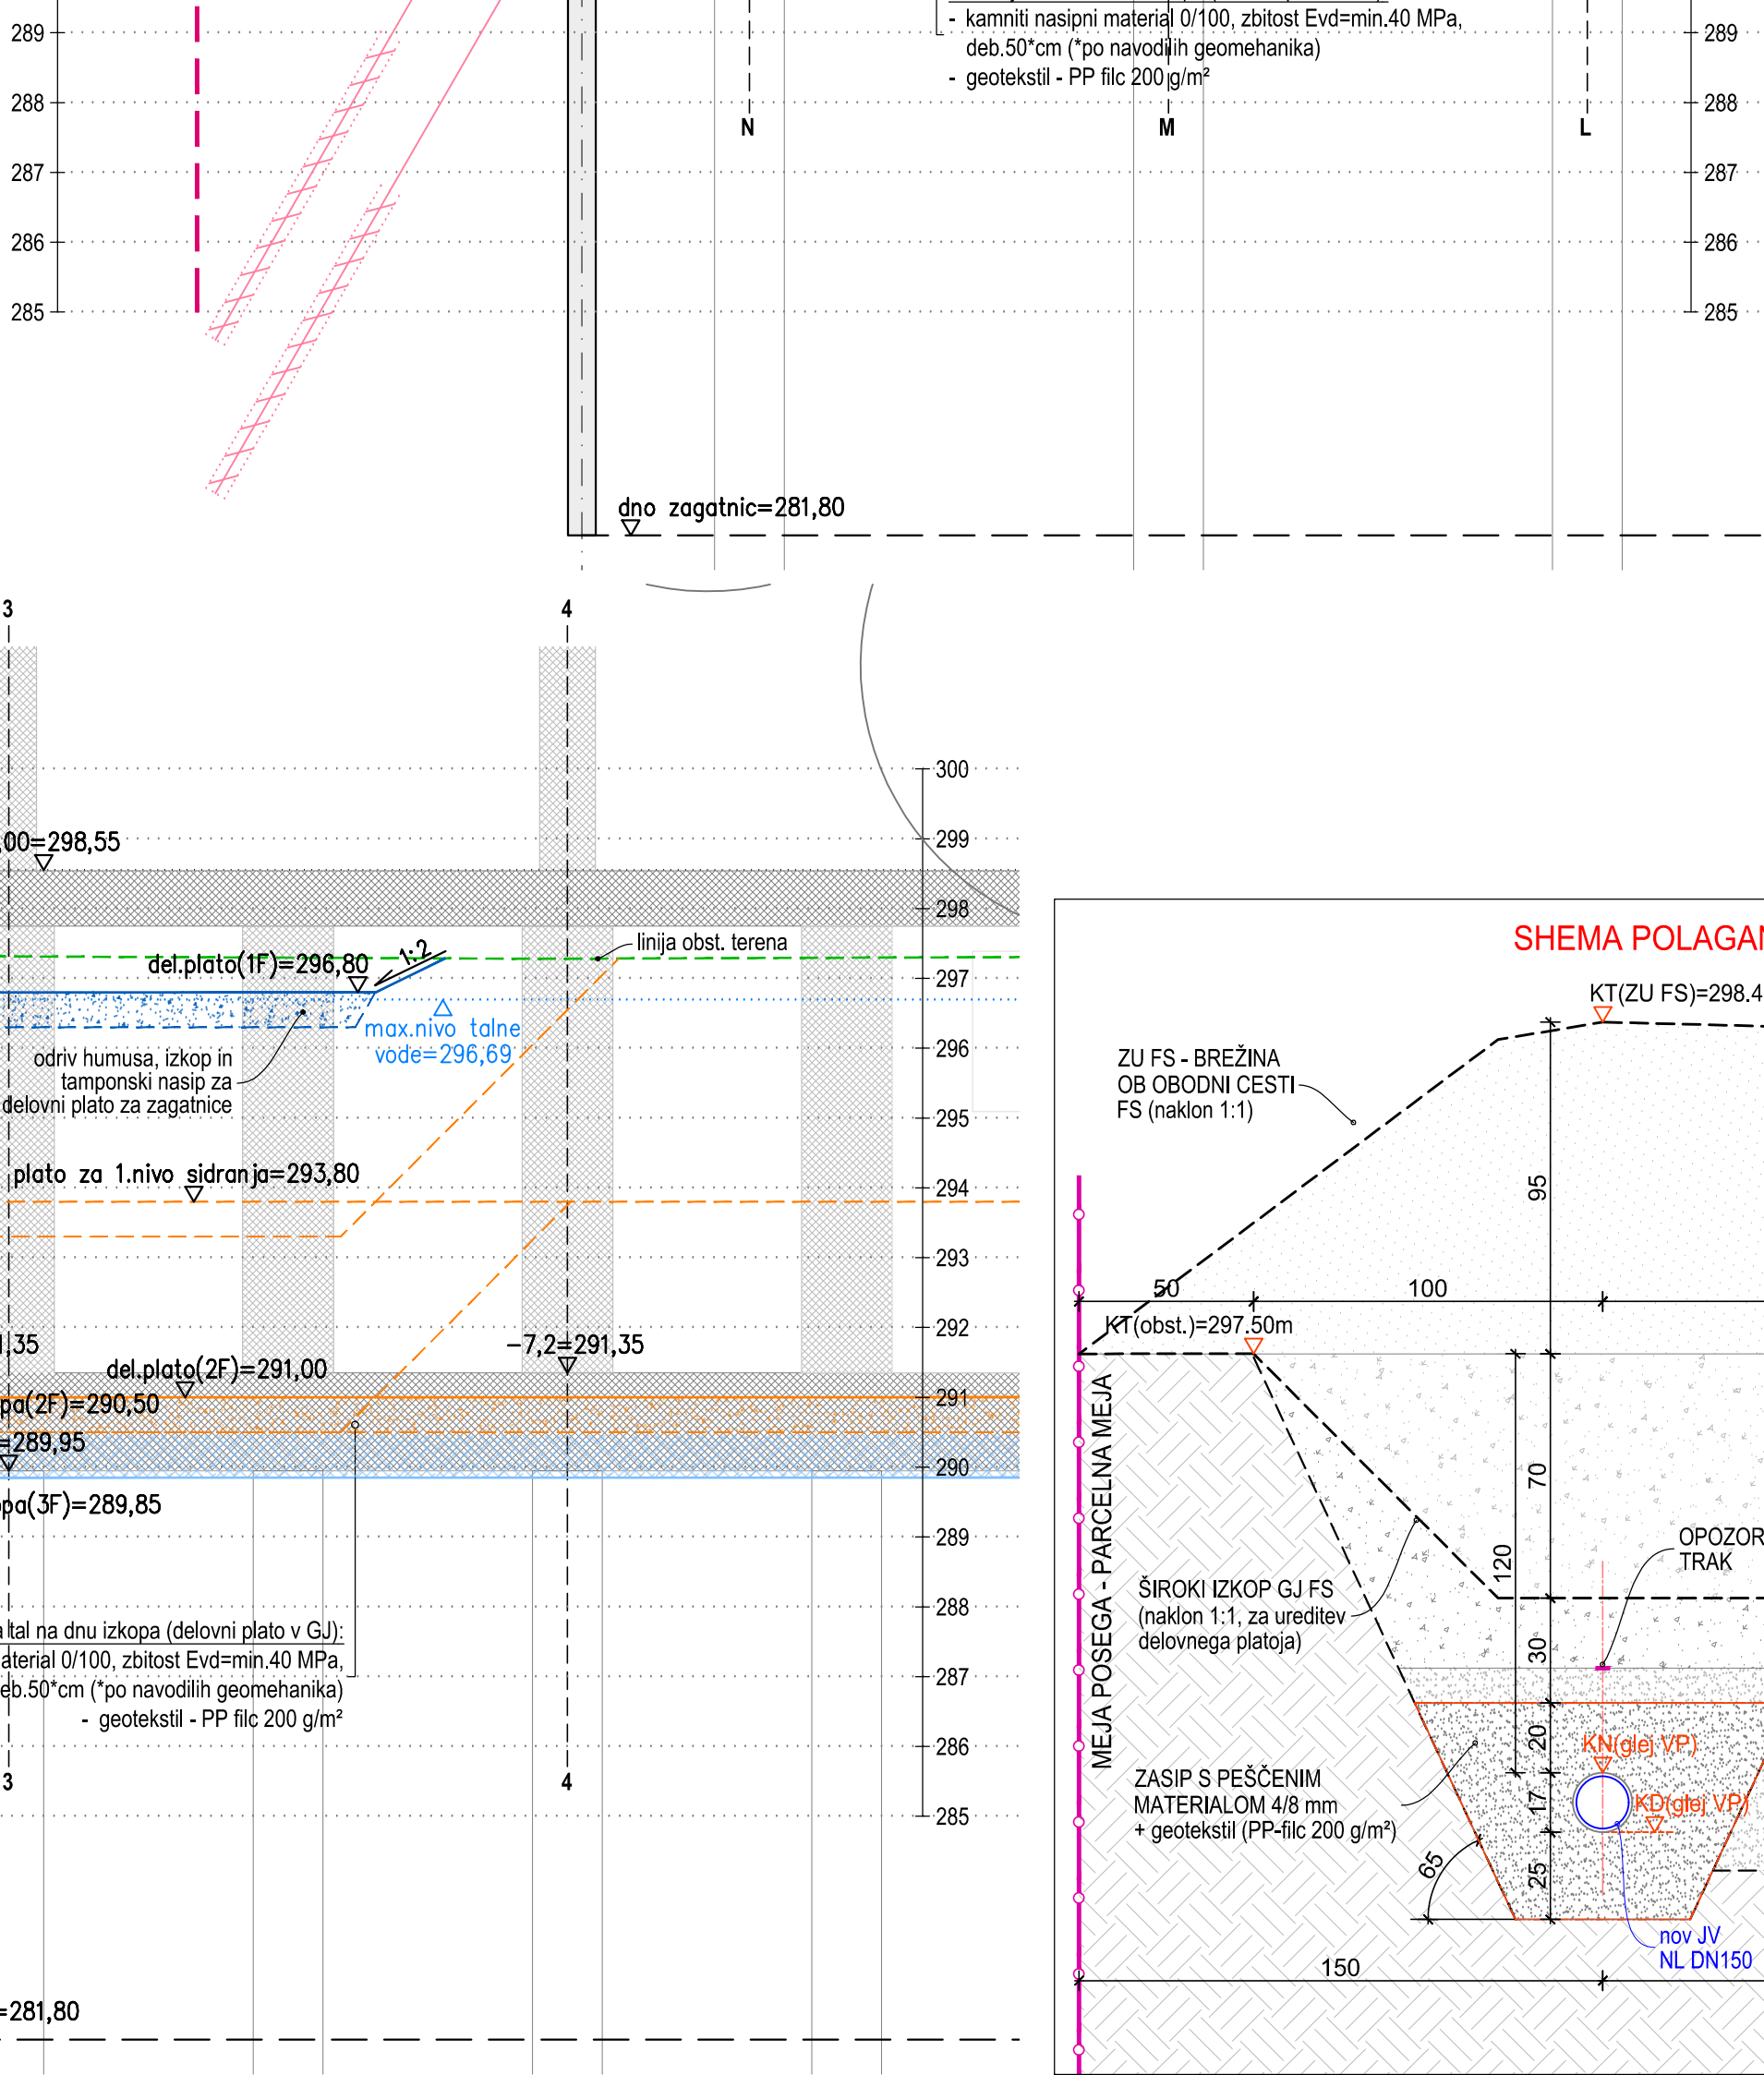 - kamniti nasipni material 0/100, zbitost Evd=min.40 MPa,
deb.50*cm (*po navodilih geomehanika)
- geotekstil - PP filc 200 g/m²
289
288
287
286
285
289
288
287
286
285
N
M
L
dno zagatnic=281,80
3
4
300
299
298
297
296
295
294
293
292
291
290
289
288
287
286
285
,00=298,55
linija obst. terena
del.plato(1F)=296,80
1:2
max.nivo talne
vode=296,69
odriv humusa, izkop in
tamponski nasip za
delovni plato za zagatnice
plato za 1.nivo sidranja=293,80
1,35
-7,2=291,35
del.plato(2F)=291,00
pa(2F)=290,50
=289,95
pa(3F)=289,85
tal na dnu izkopa (delovni plato v GJ):
aterial 0/100, zbitost Evd=min.40 MPa,
eb.50*cm (*po navodilih geomehanika)
- geotekstil - PP filc 200 g/m²
3
4
=281,80
SHEMA POLAGAN
KT(ZU FS)=298.4
ZU FS - BREŽINA
OB OBODNI CESTI
FS (naklon 1:1)
95
50
100
KT(obst.)=297.50m
MEJA POSEGA - PARCELNA MEJA
70
120
OPOZOR
TRAK
ŠIROKI IZKOP GJ FS
(naklon 1:1, za ureditev
delovnega platoja)
30
20
KN(glej VP)
ZASIP S PEŠČENIM
MATERIALOM 4/8 mm
+ geotekstil (PP-filc 200 g/m²)
17
KD(glej VP)
65
25
nov JV
NL DN150
150